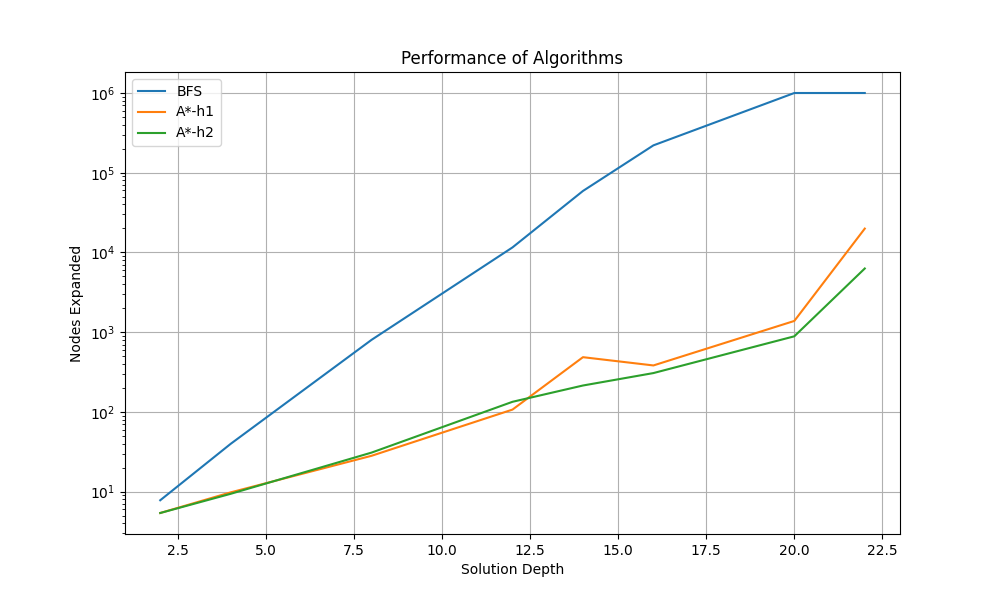 Performance of Algorithms
BFS
A*-h1
A*-h2
Nodes Expanded
10⁶
10⁵
10⁴
10³
10²
10¹
2.5 5.0 7.5 10.0 12.5 15.0 17.5 20.0 22.5
Solution Depth